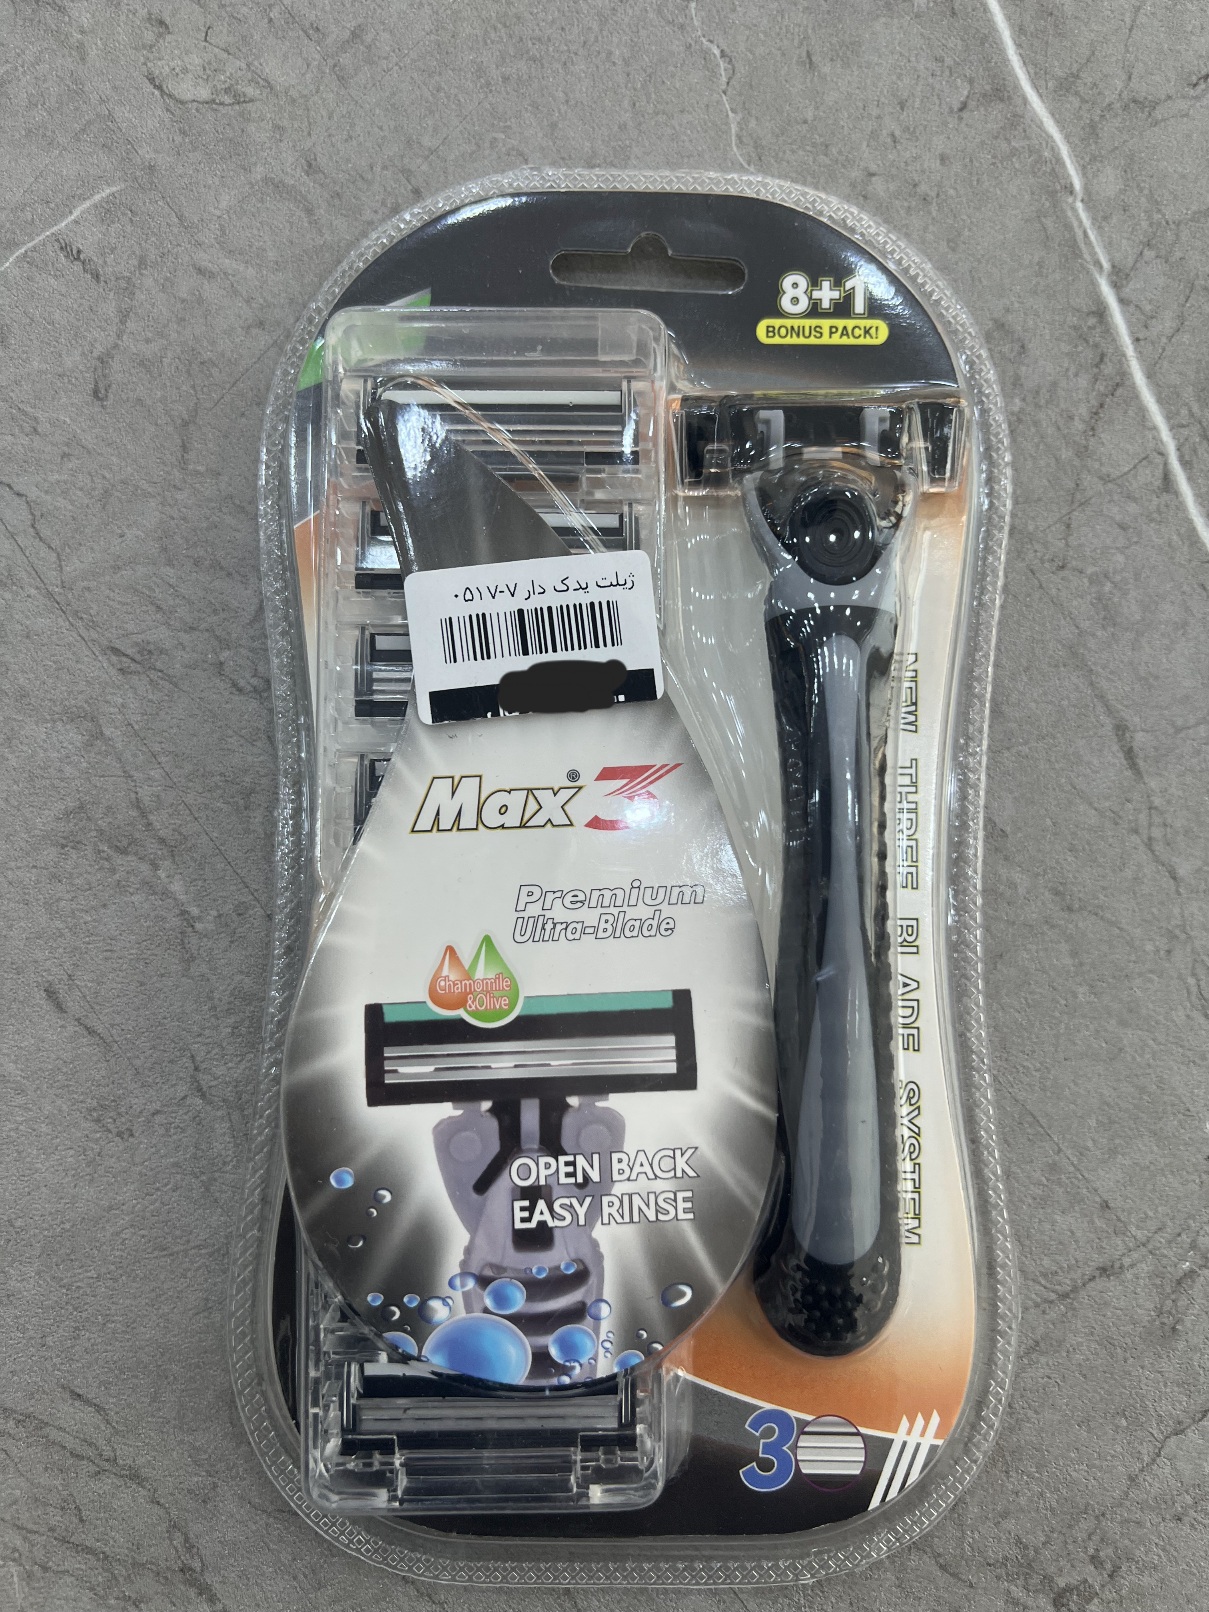 8+1
BONUS PACK!
ژیلت یدک دار ۷-۰۵۱۷
Max® 3
Premium
Ultra-Blade
Chamomile
&Olive
OPEN BACK
EASY RINSE
NEW THREE BLADE SYSTEM
3